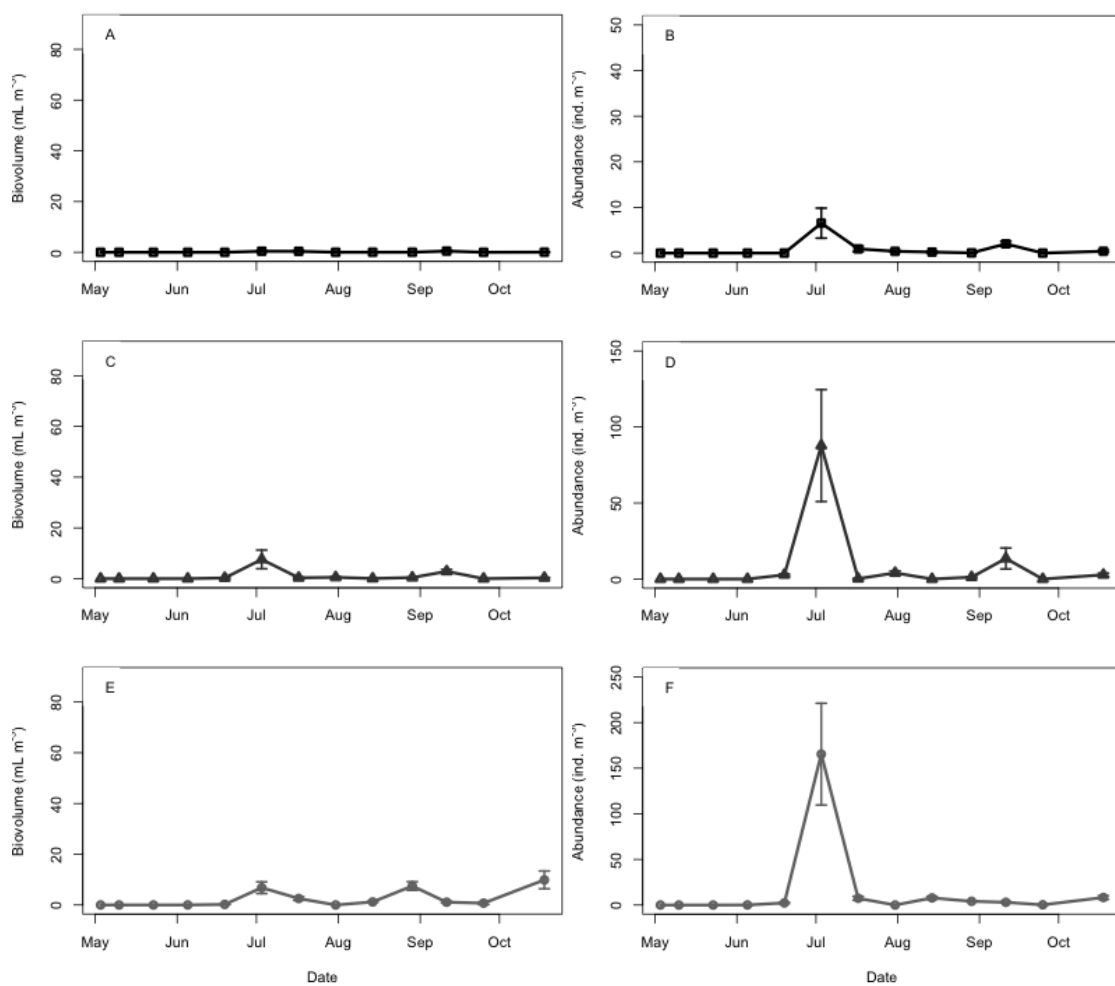 A
Biovolume (mL m⁻³)
0 20 40 60 80
May Jun Jul Aug Sep Oct
B
Abundance (ind. m⁻³)
0 10 20 30 40 50
May Jun Jul Aug Sep Oct
C
Biovolume (mL m⁻³)
0 20 40 60 80
May Jun Jul Aug Sep Oct
D
Abundance (ind. m⁻³)
0 50 100 150
May Jun Jul Aug Sep Oct
E
Biovolume (mL m⁻³)
0 20 40 60 80
May Jun Jul Aug Sep Oct
Date
F
Abundance (ind. m⁻³)
0 50 100 150 200 250
May Jun Jul Aug Sep Oct
Date